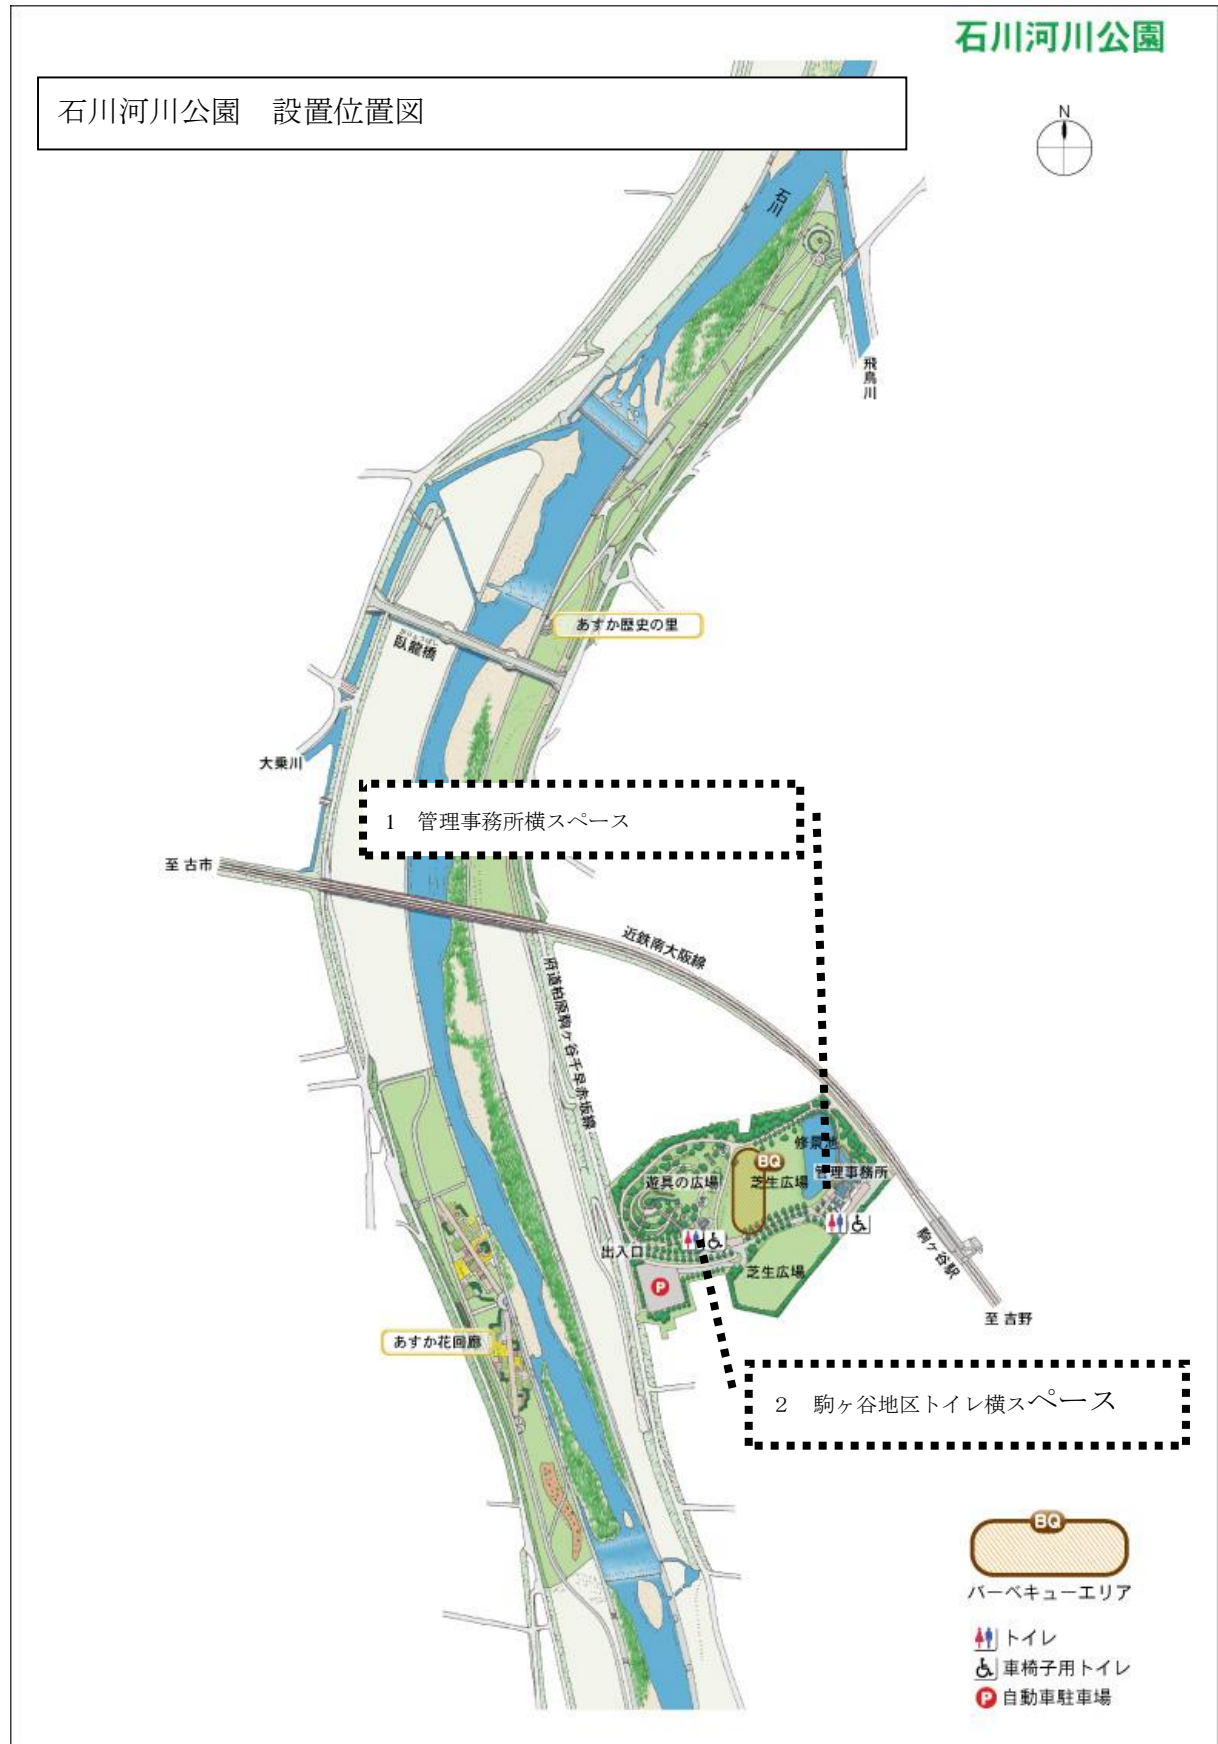 石川河川公園
石川河川公園　設置位置図
N
石川
飛鳥川
あすか歴史の里
がりょうばし
臥龍橋
大乗川
1　管理事務所横スペース
至 古市
近鉄南大阪線
府道柏原駒ヶ谷千早赤坂線
修景池
BQ
遊具の広場
芝生広場
管理事務所
出入口
駒ヶ谷駅
芝生広場
P
至 吉野
あすか花回廊
2　駒ヶ谷地区トイレ横スペース
BQ
バーベキューエリア
トイレ
車椅子用トイレ
P 自動車駐車場